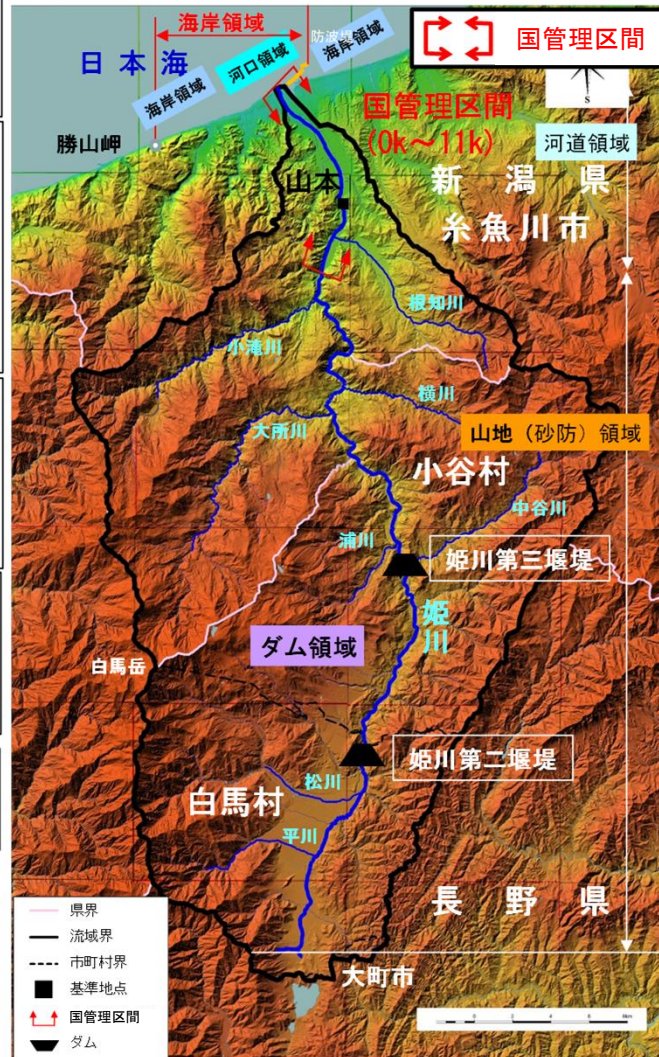 海岸領域
国管理区間
日本海
防波堤
海岸領域
河口領域
海岸領域
S
勝山岬
国管理区間
(0k～11k)
河道領域
山本
新潟県
糸魚川市
根知川
小滝川
横川
大所川
山地（砂防）領域
小谷村
中谷川
浦川
姫川第三堰堤
姫川
ダム領域
白馬岳
姫川第二堰堤
松川
白馬村
平川
長野県
大町市
県界
流域界
市町村界
基準地点
国管理区間
ダム